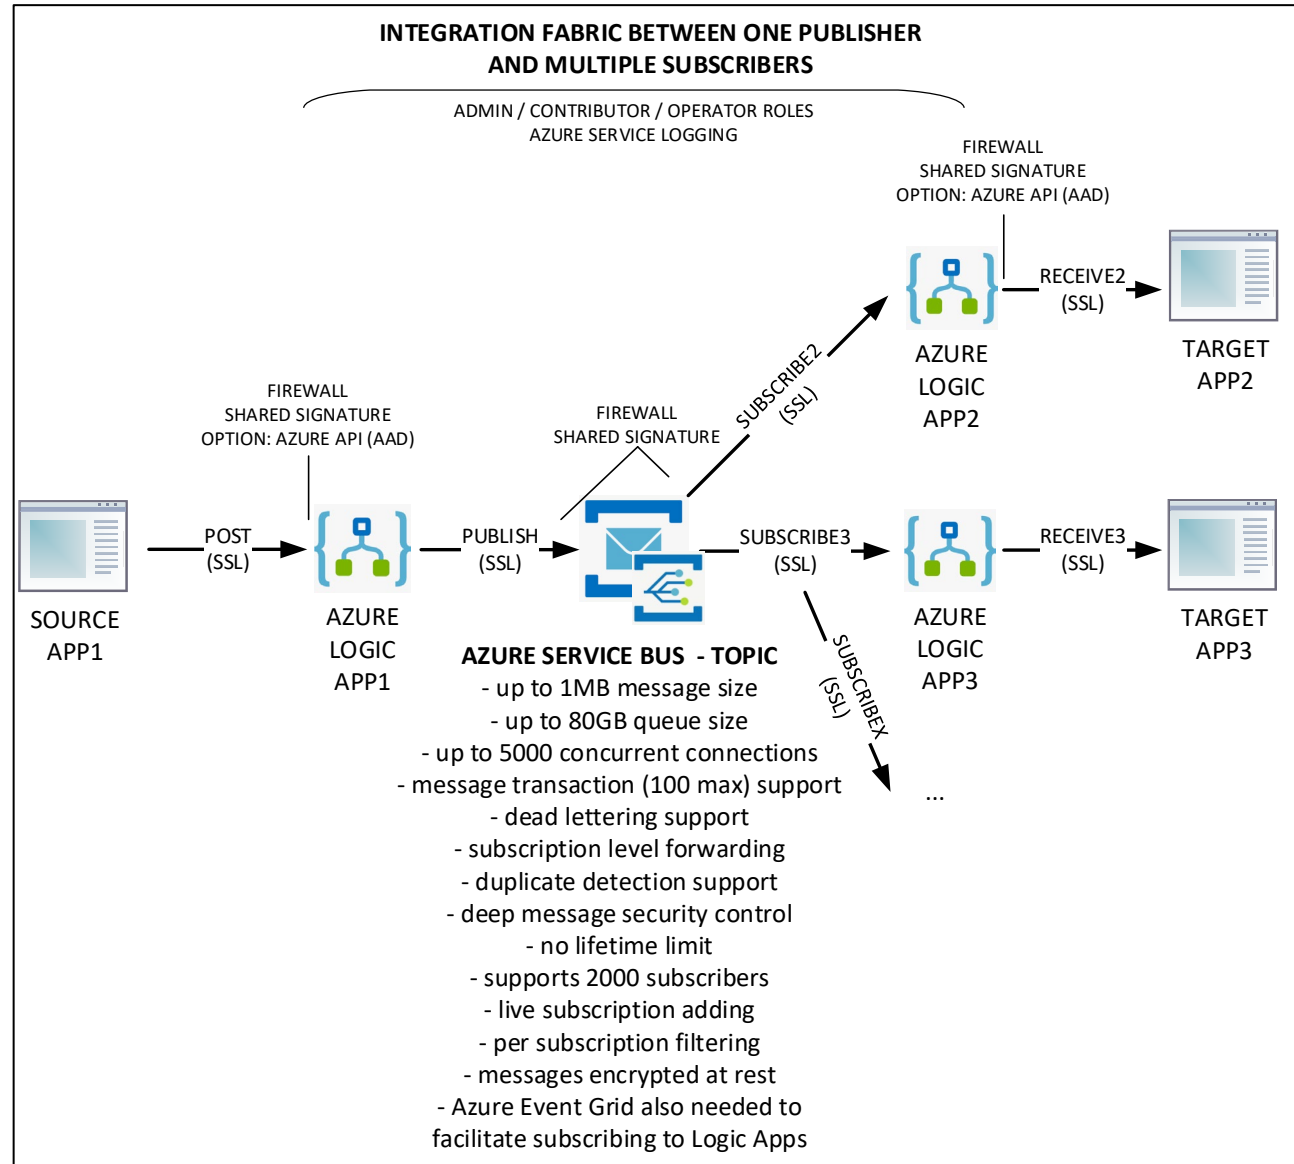 INTEGRATION FABRIC BETWEEN ONE PUBLISHER
AND MULTIPLE SUBSCRIBERS
ADMIN / CONTRIBUTOR / OPERATOR ROLES
AZURE SERVICE LOGGING
FIREWALL
SHARED SIGNATURE
OPTION: AZURE API (AAD)
RECEIVE2
(SSL)
TARGET
APP2
AZURE
LOGIC
APP2
SUBSCRIBE2
(SSL)
FIREWALL
SHARED SIGNATURE
OPTION: AZURE API (AAD)
FIREWALL
SHARED SIGNATURE
POST
(SSL)
PUBLISH
(SSL)
SUBSCRIBE3
(SSL)
RECEIVE3
(SSL)
SOURCE
APP1
AZURE
LOGIC
APP1
AZURE
LOGIC
APP3
TARGET
APP3
SUBSCRIBEX
(SSL)
...
AZURE SERVICE BUS - TOPIC
- up to 1MB message size
- up to 80GB queue size
- up to 5000 concurrent connections
- message transaction (100 max) support
- dead lettering support
- subscription level forwarding
- duplicate detection support
- deep message security control
- no lifetime limit
- supports 2000 subscribers
- live subscription adding
- per subscription filtering
- messages encrypted at rest
- Azure Event Grid also needed to
facilitate subscribing to Logic Apps